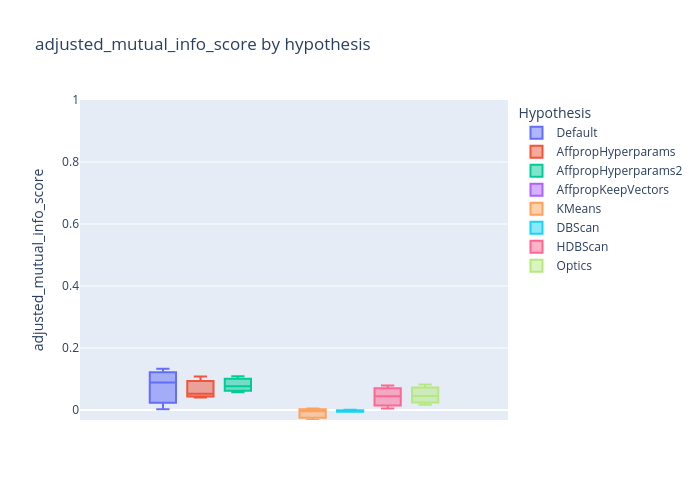 adjusted_mutual_info_score by hypothesis
1
0.8
0.6
0.4
0.2
0
adjusted_mutual_info_score
Hypothesis
Default
AffpropHyperparams
AffpropHyperparams2
AffpropKeepVectors
KMeans
DBScan
HDBScan
Optics